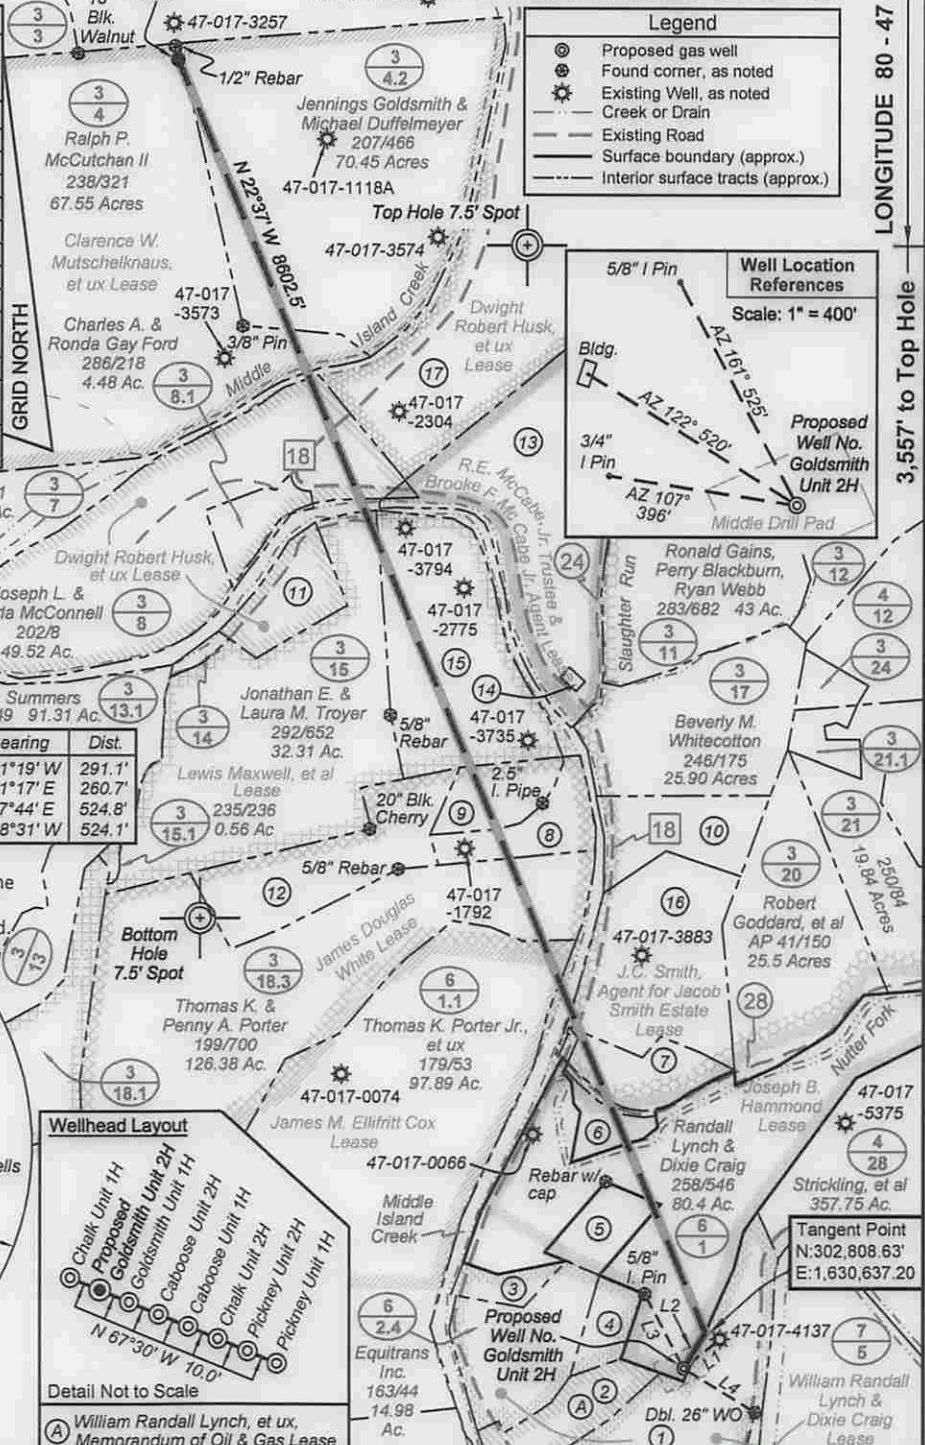 3
3
Blk.
Walnut
47-017-3257
1/2" Rebar
3
4
Ralph P.
McCutchan II
238/321
67.55 Acres
Clarence W.
Mutschelknaus,
et ux Lease
3
4.2
Jennings Goldsmith &
Michael Duffelmeyer
207/466
70.45 Acres
47-017-1118A
N 22°37' W 8602.5'
Legend
Proposed gas well
Found corner, as noted
Existing Well, as noted
Creek or Drain
Existing Road
Surface boundary (approx.)
Interior surface tracts (approx.)
LONGITUDE 80 - 47
3,557' to Top Hole
Top Hole 7.5' Spot
47-017-3574
GRID NORTH
47-017
-3573
3/8" Pin
Charles A. &
Ronda Gay Ford
286/218
4.48 Ac.
3
8.1
Middle
Island Creek
Dwight
Robert Husk,
et ux
Lease
17
47-017
-2304
13
5/8" I Pin
Well Location
References
Scale: 1" = 400'
AZ 161° 525'
Bldg.
AZ 122° 520'
3/4"
I Pin
AZ 107°
396'
Proposed
Well No.
Goldsmith
Unit 2H
Middle Drill Pad
18
3
7
Dwight Robert Husk,
et ux Lease
11
Joseph L. &
McConnell
202/8
49.52 Ac.
3
8
R.E. McCabe, Jr. Trustee &
Brooke F. McCabe Jr. Agent Lease
47-017
-3794
47-017
-2775
24
Slaughter Run
Ronald Gains,
Perry Blackburn,
Ryan Webb
283/682 43 Ac.
3
11
3
12
4
12
3
24
3
17
Beverly M.
Whitecotton
246/175
25.90 Acres
3
21.1
3
21
250/84
19.84 Acres
15
14
47-017
-3735
3
15
Jonathan E. &
Laura M. Troyer
292/652
32.31 Ac.
5/8"
Rebar
Summers
91.31 Ac.
3
13.1
3
14
Lewis Maxwell, et al
Lease
3
15.1
235/236
0.56 Ac
Dist.
1°19' W 291.1'
1°17' E 260.7'
7°44' E 524.8'
8°31' W 524.1'
20" Blk.
Cherry
2.5"
I. Pipe
9
8
5/8" Rebar
47-017
-1792
12
18
10
3
20
Robert
Goddard, et al
AP 41/150
25.5 Acres
16
47-017-3883
J.C. Smith,
Agent for Jacob
Smith Estate
Lease
28
7
Nutter Fork
3
13
Bottom
Hole
7.5' Spot
James Douglas
White Lease
3
18.3
Thomas K. &
Penny A. Porter
199/700
126.38 Ac.
6
1.1
Thomas K. Porter Jr.,
et ux
179/53
97.89 Ac.
47-017-0074
James M. Ellifritt Cox
Lease
3
18.1
Joseph B.
Hammond
Lease
47-017
-5375
4
28
Strickling, et al
357.75 Ac.
6
Randall
Lynch &
Dixie Craig
258/546
80.4 Ac.
6
1
47-017-0066
Rebar w/
cap
Middle
Island
Creek
5
Tangent Point
N:302,808.63'
E:1,630,637.20
Wellhead Layout
Chalk Unit 1H
Proposed
Goldsmith Unit 2H
Goldsmith Unit 1H
Caboose Unit 2H
Caboose Unit 1H
Chalk Unit 2H
Pickney Unit 2H
Pickney Unit 1H
N 67°30' W 10.0'
Detail Not to Scale
5/8"
I. Pin
3
L2
L3
4
L1
L4
47-017-4137
Proposed
Well No.
Goldsmith
Unit 2H
6
2.4
Equitrans
Inc.
163/44
14.98
Ac.
A
2
Dbl. 26" WO
1
7
5
William Randall
Lynch &
Dixie Craig
Lease
A William Randall Lynch, et ux,
Memorandum of Oil & Gas Lease